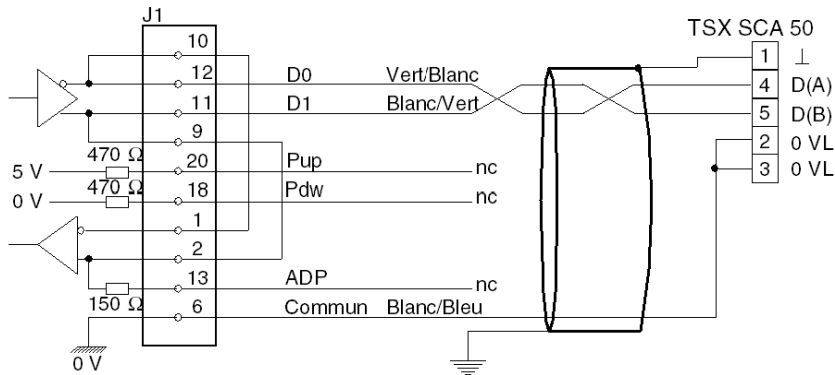 J1
TSX SCA 50
10
1 ⊥
12 D0 Vert/Blanc
4 D(A)
11 D1 Blanc/Vert
5 D(B)
9
2 0 VL
470 Ω
5 V 20 Pup nc
3 0 VL
470 Ω
0 V 18 Pdw nc
1
2
13 ADP nc
150 Ω
6 Commun Blanc/Bleu
0 V